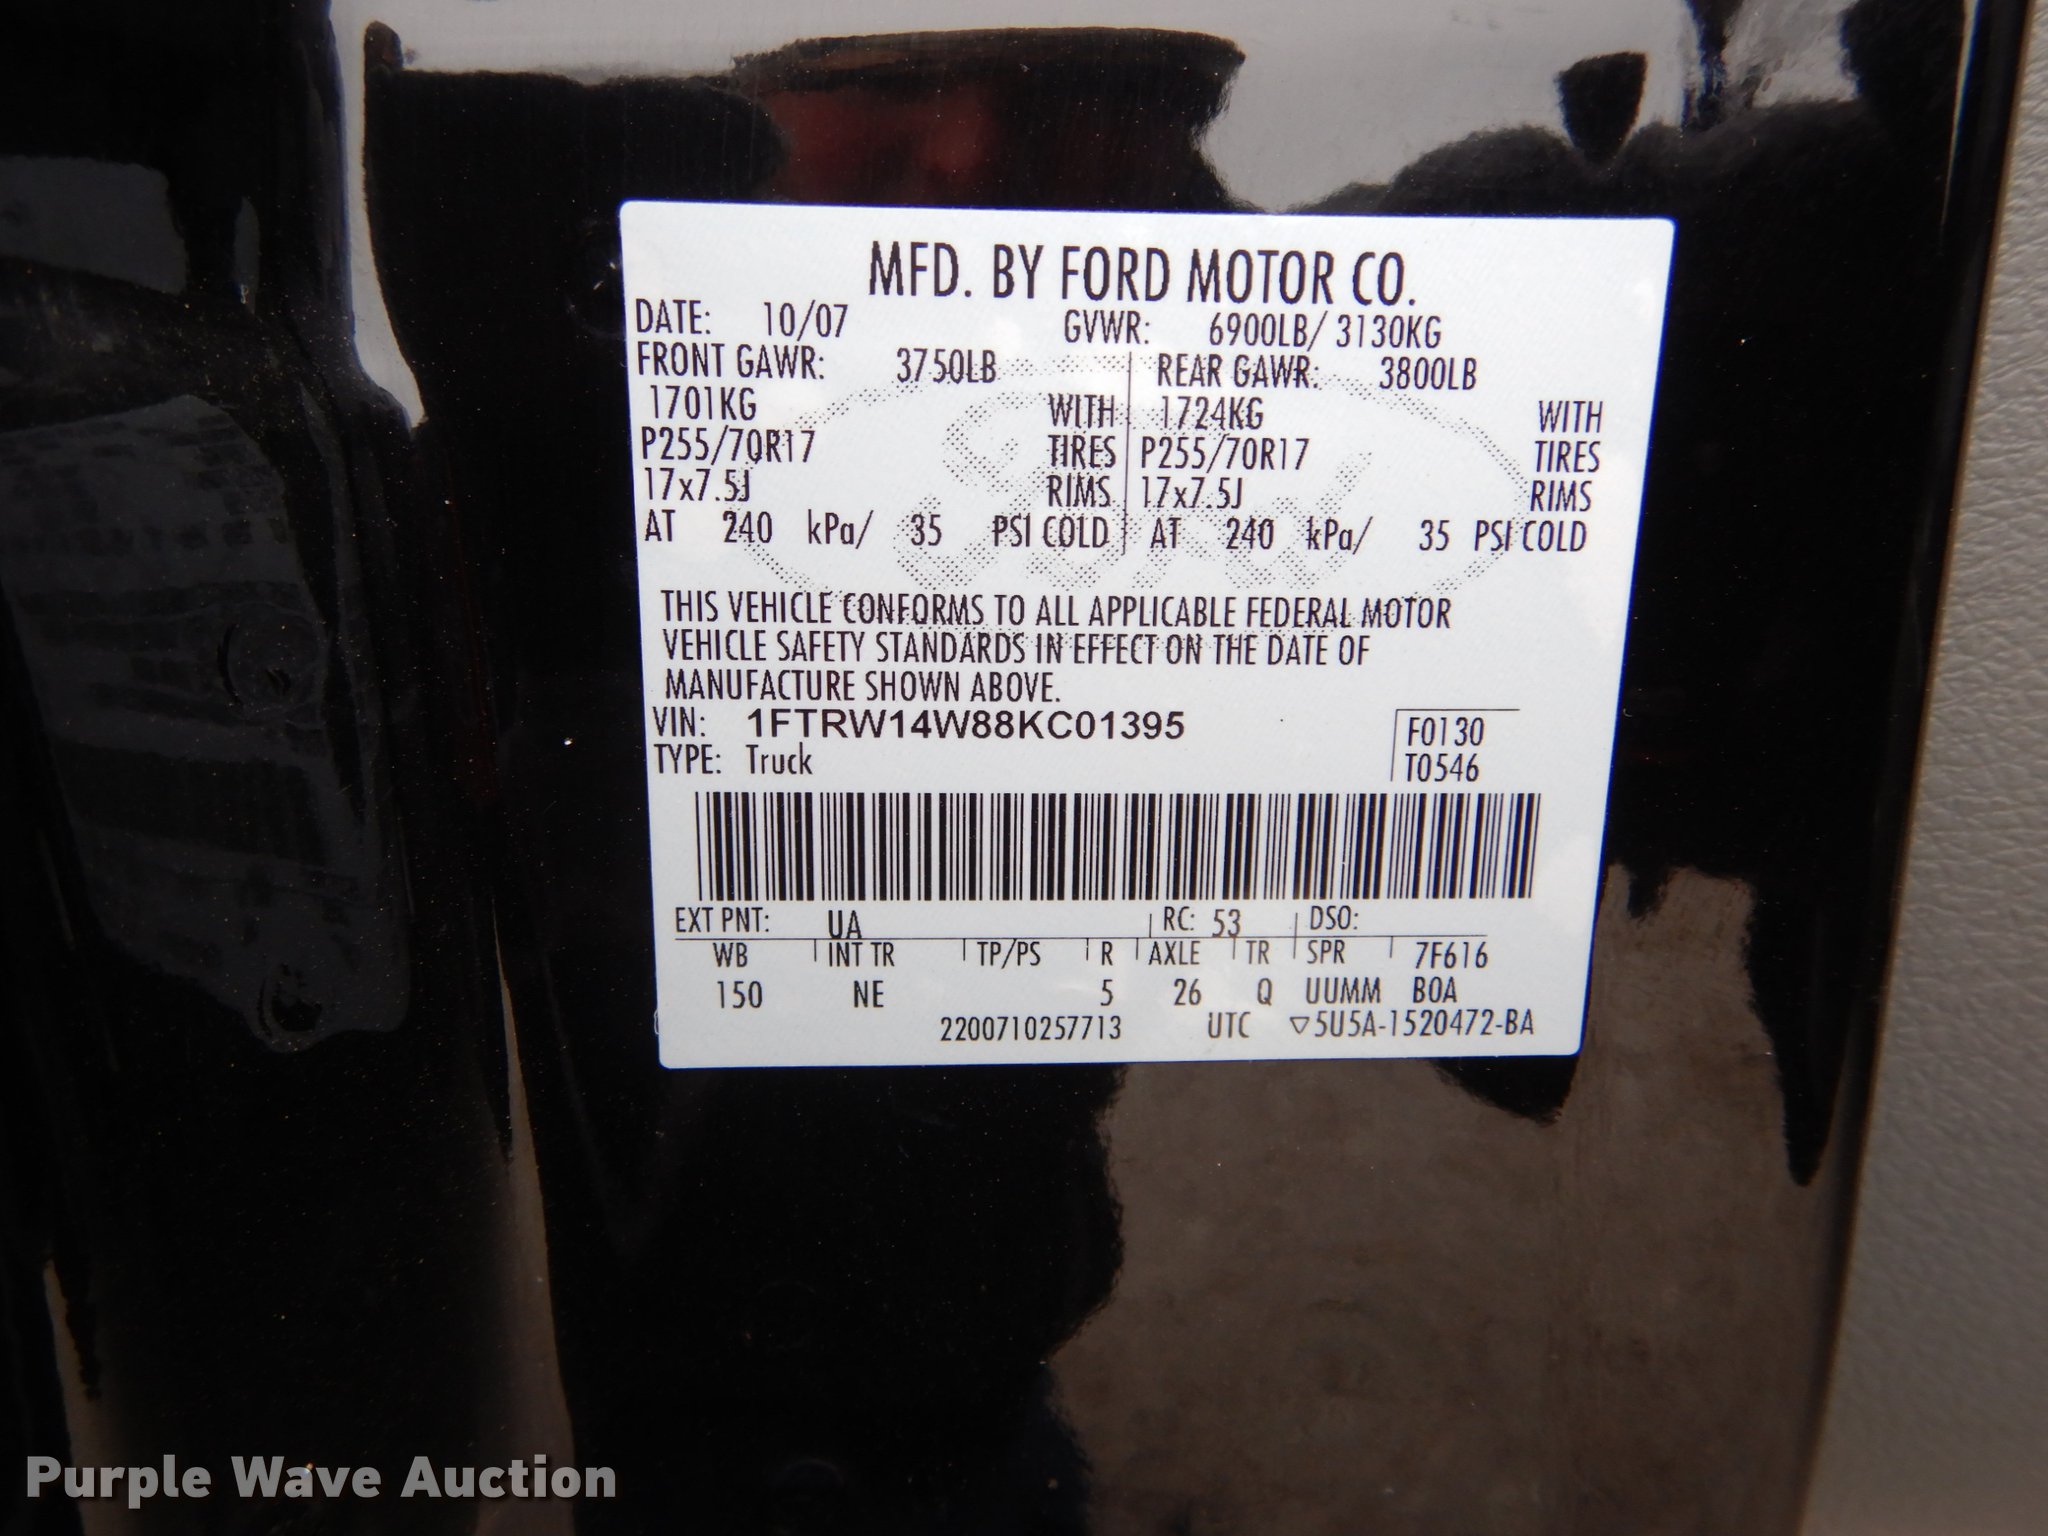 MFD. BY FORD MOTOR CO.
DATE: 10/07 GVWR: 6900LB/ 3130KG
FRONT GAWR: 3750LB REAR GAWR: 3800LB
1701KG WITH 1724KG WITH
P255/70R17 TIRES P255/70R17 TIRES
17x7.5J RIMS 17x7.5J RIMS
AT 240 kPa/ 35 PSI COLD AT 240 kPa/ 35 PSI COLD
THIS VEHICLE CONFORMS TO ALL APPLICABLE FEDERAL MOTOR
VEHICLE SAFETY STANDARDS IN EFFECT ON THE DATE OF
MANUFACTURE SHOWN ABOVE.
VIN: 1FTRW14W88KC01395 F0130
TYPE: Truck T0546
EXT PNT: UA RC: 53 DSO:
WB INT TR TP/PS R AXLE TR SPR 7F616
150 NE 5 26 Q UUMM BOA
2200710257713 UTC ▽5U5A-1520472-BA
Purple Wave Auction